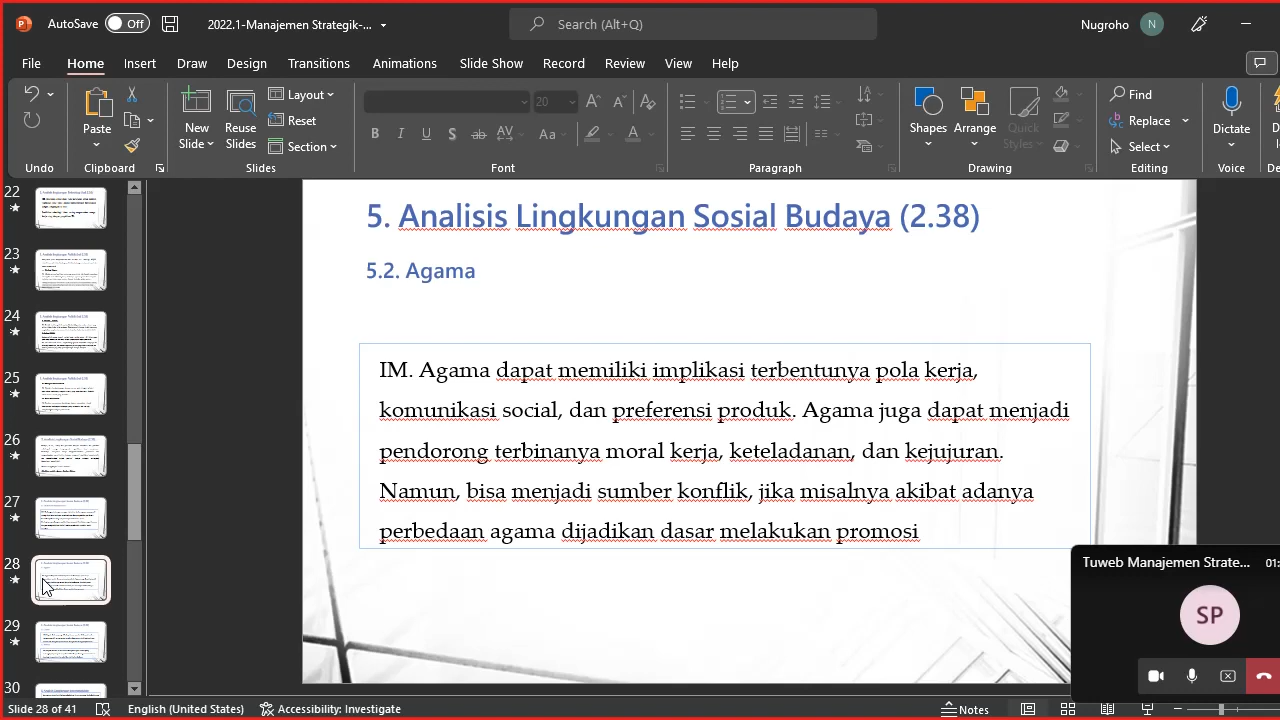 AutoSave Off 2022.1-Manajemen Strategik-... Search (Alt+Q) Nugroho N
File Home Insert Draw Design Transitions Animations Slide Show Record Review View Help
Undo
Paste
Clipboard
New Slide
Reuse Slides
Layout
Reset
Section
Slides
20
Font
Paragraph
Shapes
Arrange
Quick Styles
Drawing
Find
Replace
Select
Editing
Dictate
Voice
22
23
24
25
26
27
28
29
30
5. Analisis Lingkungan Sosial Budaya (2.38)
5.2. Agama
IM. Agama dapat memiliki implikasi terbentunya pola kerja,
komunikasi social, dan preferensi produk. Agama juga dapat menjadi
pendorong terbinanya moral kerja, keteladanan, dan kejujuran.
Namun, bisa menjadi sumber konflik, jika misalnya akibat adanya
perbedaan agama dijadikan dasar melakukan promosi
Tuweb Manajemen Strate... 01:
SP
Slide 28 of 41 English (United States) Accessibility: Investigate Notes